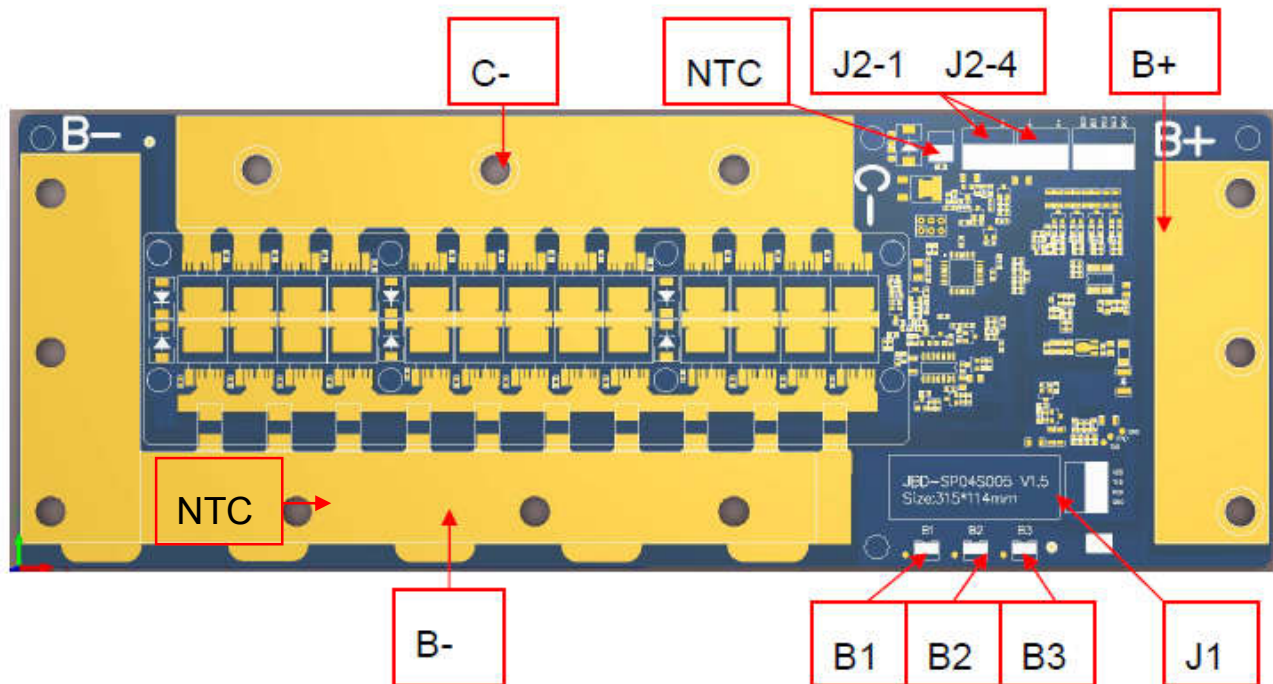 C-
NTC
J2-1 J2-4
B+
B-
B+
C-
NTC
JBD-SP04S005 V1.5
Size:315*114mm
B1 B2 B3
B-
B1
B2
B3
J1